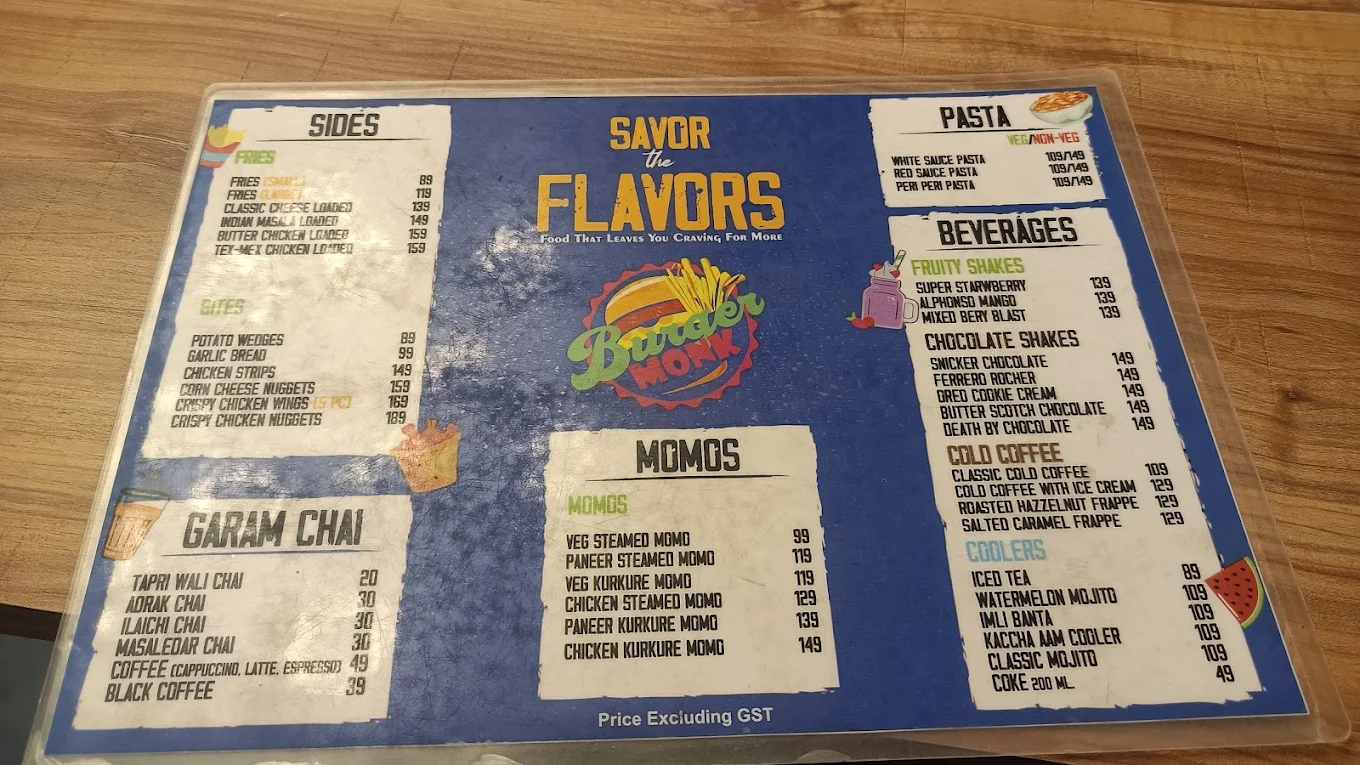 SIDES
FRIES
FRIES (SMALL) 89
FRIES (LARGE) 119
CLASSIC CHEESE LOADED 139
INDIAN MASALA LOADED 149
BUTTER CHICKEN LOADED 159
TEX-MEX CHICKEN LOADED 159
BITES
POTATO WEDGES 89
GARLIC BREAD 99
CHICKEN STRIPS 149
CORN CHEESE NUGGETS 159
CRISPY CHICKEN WINGS (5 PC) 169
CRISPY CHICKEN NUGGETS 189
GARAM CHAI
TAPRI WALI CHAI 20
ADRAK CHAI 30
ILAICHI CHAI 30
MASALEDAR CHAI 30
COFFEE (CAPPUCCINO, LATTE, ESPRESSO) 49
BLACK COFFEE 39
SAVOR
the
FLAVORS
Food That Leaves You Craving For More
Burger
MONK
MOMOS
MOMOS
VEG STEAMED MOMO 99
PANEER STEAMED MOMO 119
VEG KURKURE MOMO 119
CHICKEN STEAMED MOMO 129
PANEER KURKURE MOMO 139
CHICKEN KURKURE MOMO 149
Price Excluding GST
PASTA
VEG/NON-VEG
WHITE SAUCE PASTA 109/149
RED SAUCE PASTA 109/149
PERI PERI PASTA 109/149
BEVERAGES
FRUITY SHAKES
SUPER STARWBERRY 139
ALPHONSO MANGO 139
MIXED BERY BLAST 139
CHOCOLATE SHAKES
SNICKER CHOCOLATE 149
FERRERO ROCHER 149
OREO COOKIE CREAM 149
BUTTER SCOTCH CHOCOLATE 149
DEATH BY CHOCOLATE 149
COLD COFFEE
CLASSIC COLD COFFEE 109
COLD COFFEE WITH ICE CREAM 129
ROASTED HAZZELNUT FRAPPE 129
SALTED CARAMEL FRAPPE 129
COOLERS
ICED TEA 89
WATERMELON MOJITO 109
IMLI BANTA 109
KACCHA AAM COOLER 109
CLASSIC MOJITO 109
COKE 200 ML. 49